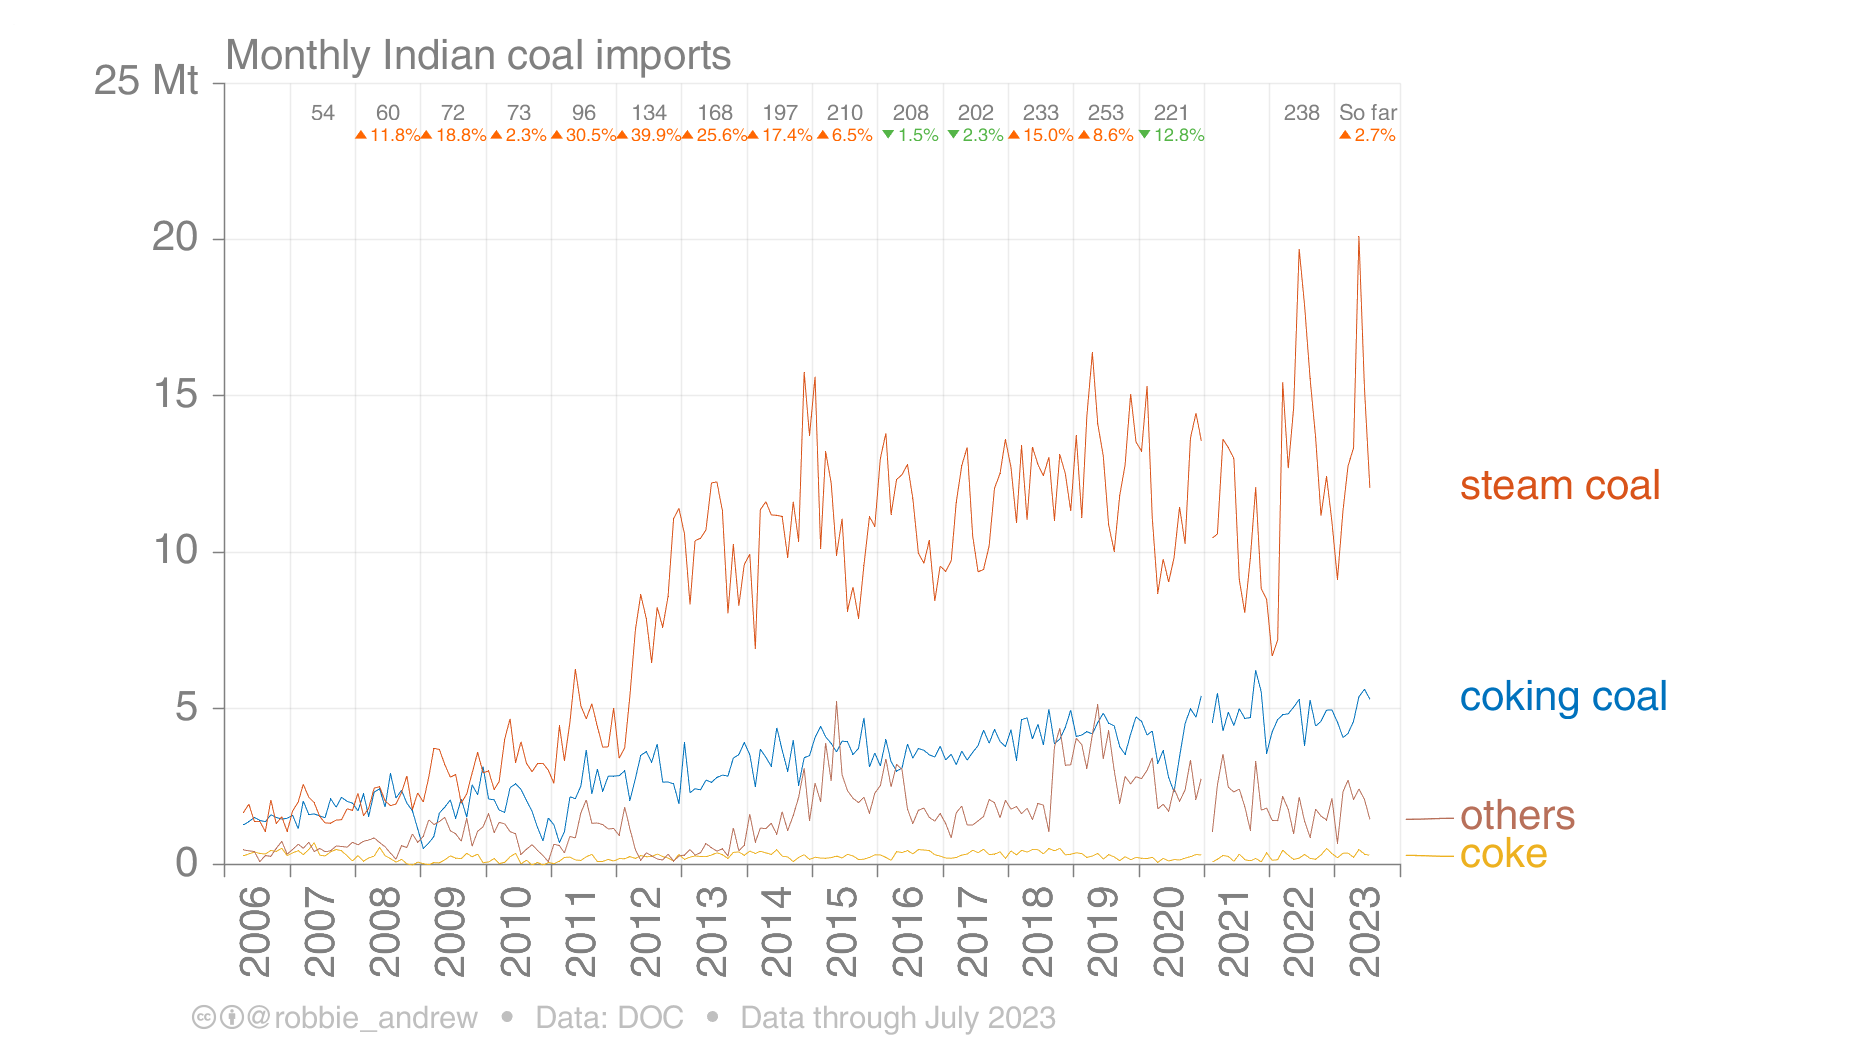 Monthly Indian coal imports
25 Mt
54 60 72 73 96 134 168 197 210 208 202 233 253 221 238 So far
▲ 11.8% ▲ 18.8% ▲ 2.3% ▲ 30.5% ▲ 39.9% ▲ 25.6% ▲ 17.4% ▲ 6.5% ▼ 1.5% ▼ 2.3% ▲ 15.0% ▲ 8.6% ▼ 12.8% ▲ 2.7%
20
15
10
5
0
steam coal
coking coal
others
coke
2006 2007 2008 2009 2010 2011 2012 2013 2014 2015 2016 2017 2018 2019 2020 2021 2022 2023
cc @robbie_andrew • Data: DOC • Data through July 2023